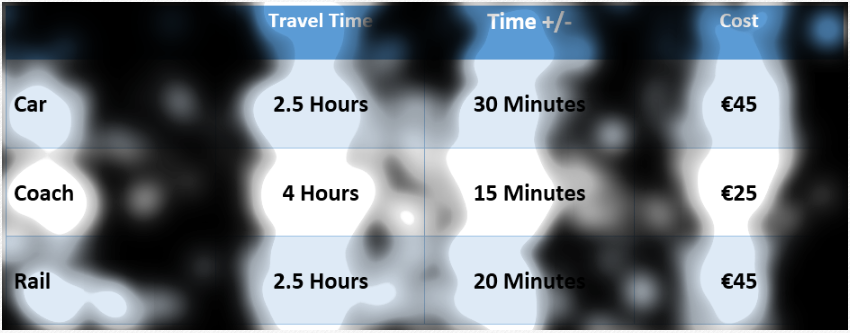 Travel Time Time +/- Cost
Car 2.5 Hours 30 Minutes €45
Coach 4 Hours 15 Minutes €25
Rail 2.5 Hours 20 Minutes €45